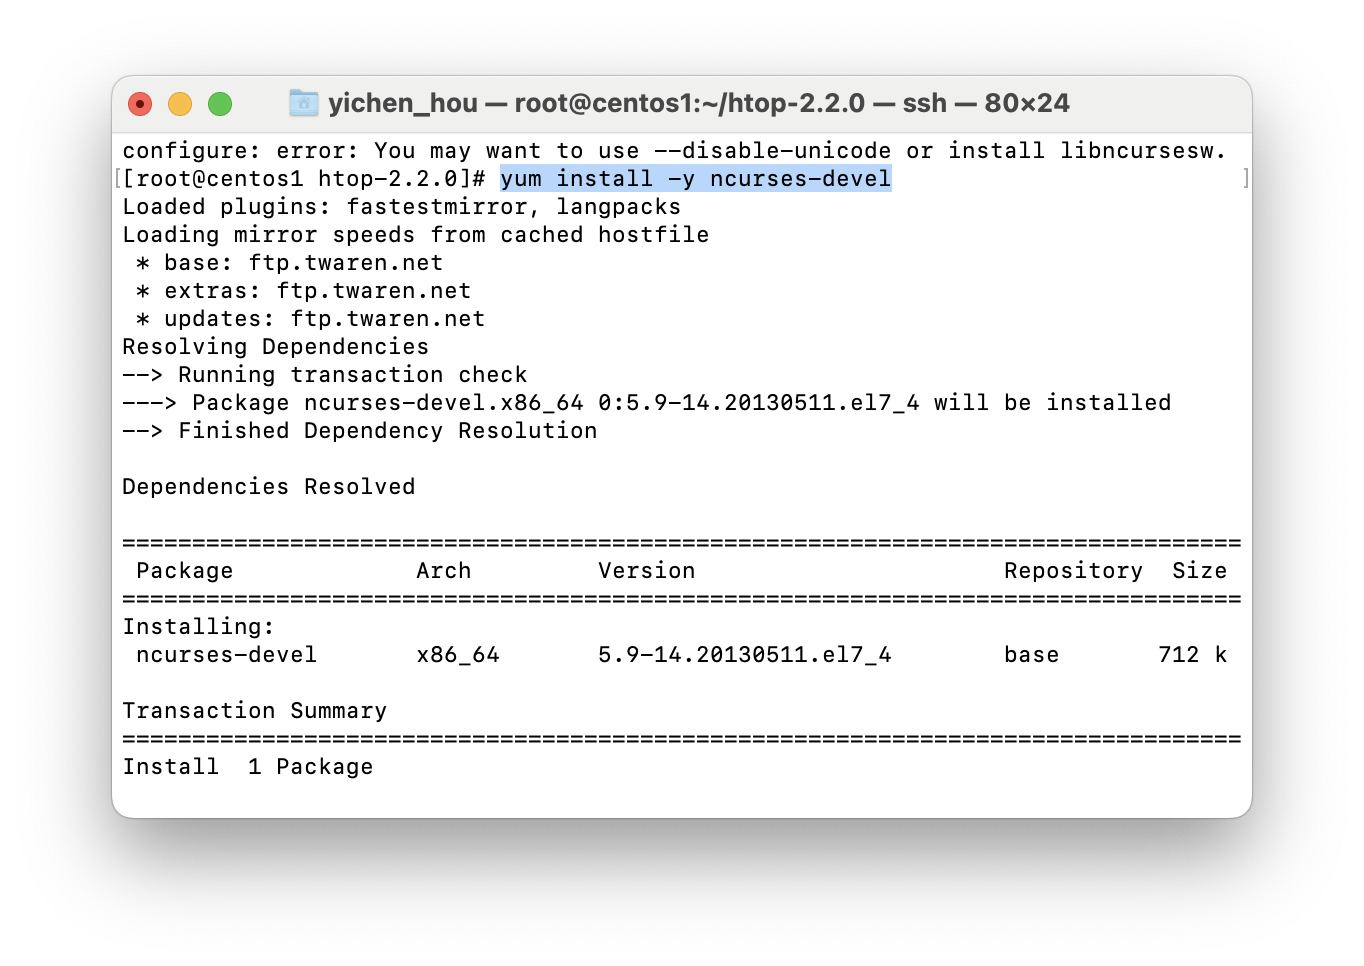 yichen_hou — root@centos1:~/htop-2.2.0 — ssh — 80×24
configure: error: You may want to use --disable-unicode or install libncursesw.
[[root@centos1 htop-2.2.0]# yum install -y ncurses-devel ]
Loaded plugins: fastestmirror, langpacks
Loading mirror speeds from cached hostfile
 * base: ftp.twaren.net
 * extras: ftp.twaren.net
 * updates: ftp.twaren.net
Resolving Dependencies
--> Running transaction check
---> Package ncurses-devel.x86_64 0:5.9-14.20130511.el7_4 will be installed
--> Finished Dependency Resolution
Dependencies Resolved
================================================================================
 Package             Arch         Version                      Repository  Size
================================================================================
Installing:
 ncurses-devel       x86_64       5.9-14.20130511.el7_4        base       712 k
Transaction Summary
================================================================================
Install  1 Package